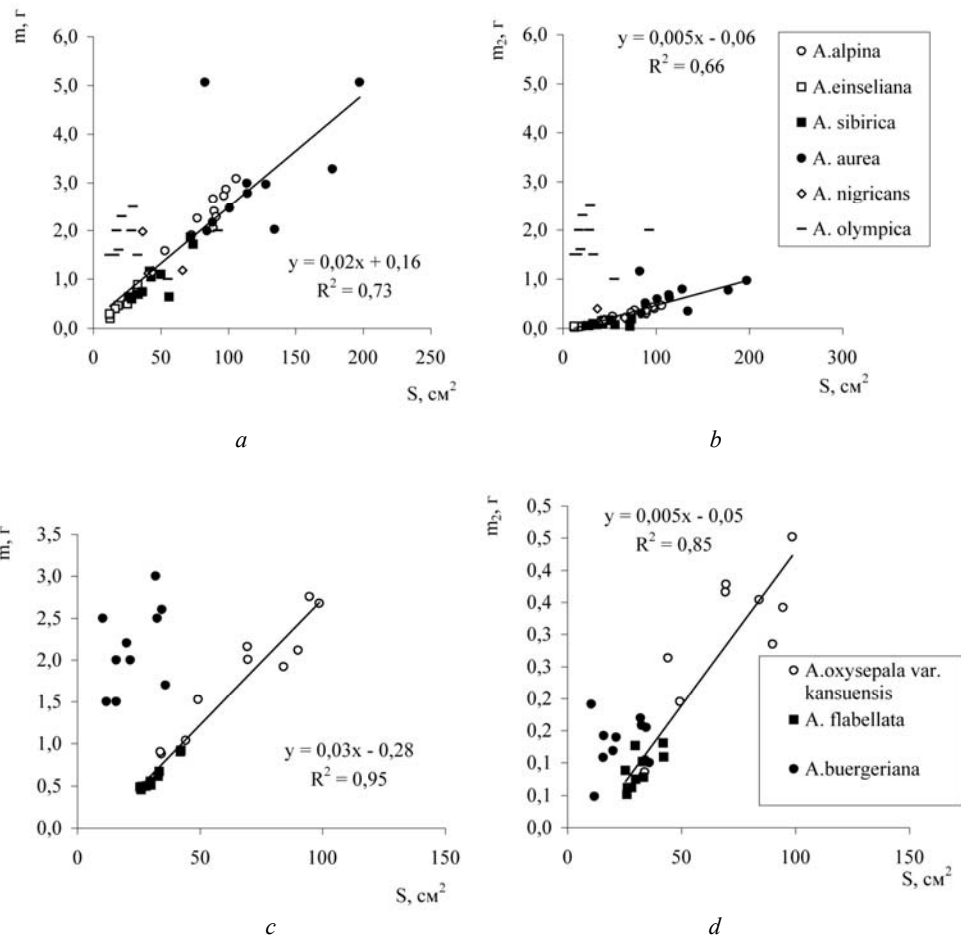 a
b
m, г
6,0
5,0
4,0
3,0
2,0
1,0
0,0
0
50
100
150
200
250
S, см²
y = 0,02x + 0,16
R² = 0,73
a
m₂, г
6,0
5,0
4,0
3,0
2,0
1,0
0,0
0
100
200
300
S, см²
y = 0,005x - 0,06
R² = 0,66
A.alpina
A.einseliana
A. sibirica
A. aurea
A. nigricans
A. olympica
b
m, г
3,5
3,0
2,5
2,0
1,5
1,0
0,5
0,0
0
50
100
150
S, см²
y = 0,03x - 0,28
R² = 0,95
c
m₂, г
0,5
0,5
0,4
0,4
0,3
0,3
0,2
0,2
0,1
0,1
0,0
0
50
100
150
S, см²
y = 0,005x - 0,05
R² = 0,85
A.oxysepala var.
kansuensis
A. flabellata
A.buergeriana
d